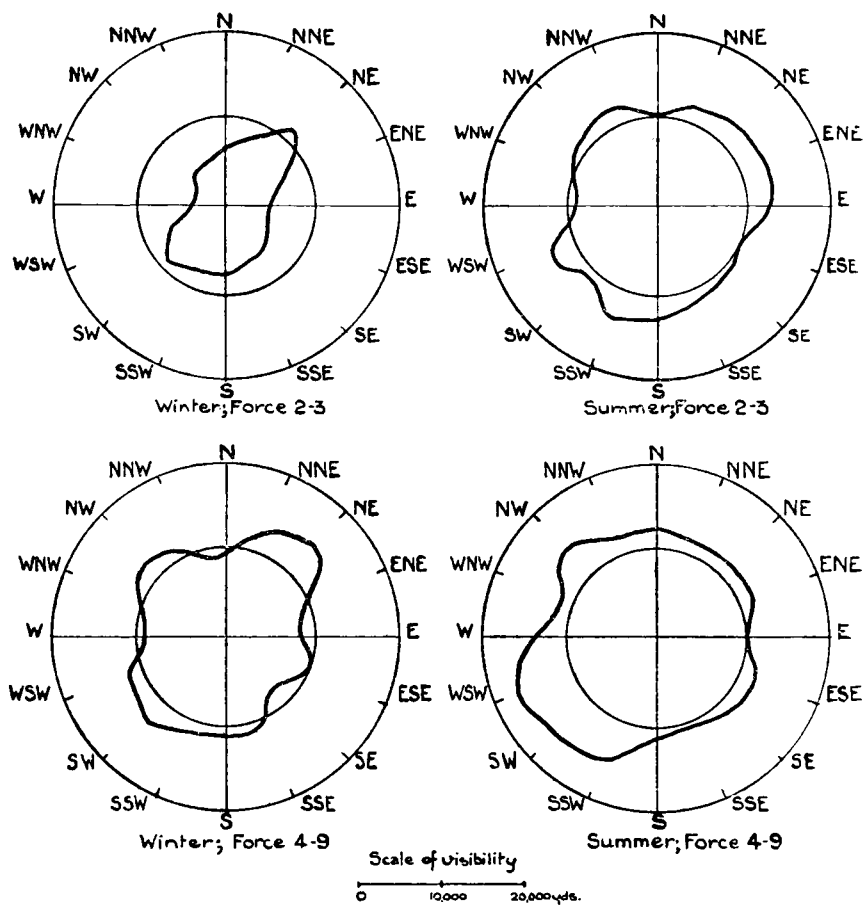 N
NNW NNE
NW NE
WNW ENE
W E
WSW ESE
SW SE
SSW SSE
S
Winter; Force 2-3
N
NNW NNE
NW NE
WNW ENE
W E
WSW ESE
SW SE
SSW SSE
S
Summer; Force 2-3
N
NNW NNE
NW NE
WNW ENE
W E
WSW ESE
SW SE
SSW SSE
S
Winter; Force 4-9
N
NNW NNE
NW NE
WNW ENE
W E
WSW ESE
SW SE
SSW SSE
S
Summer; Force 4-9
Scale of visibility
0 10,000 20,000 yds.